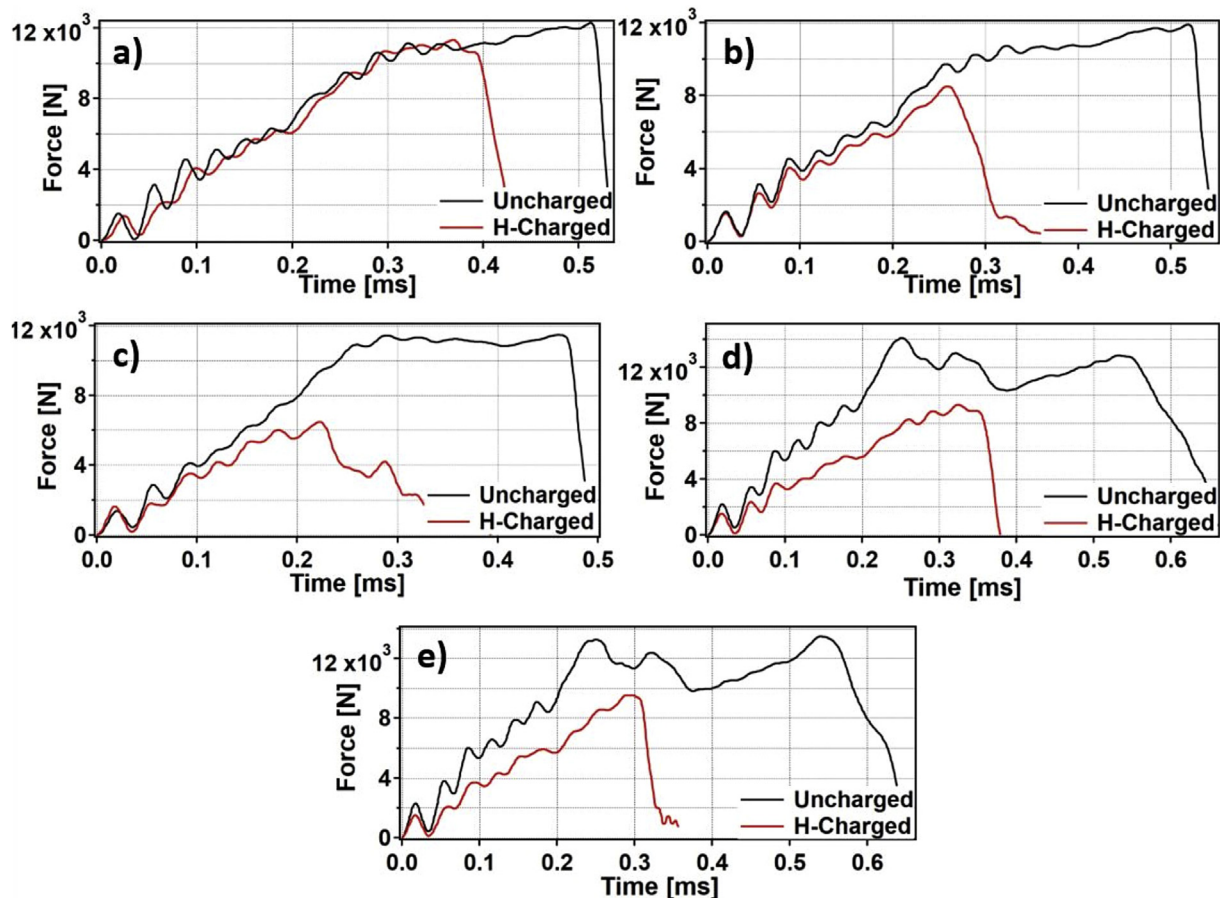 a)
12 x10³
8
4
0
Force [N]
Uncharged
H-Charged
0.0 0.1 0.2 0.3 0.4 0.5
Time [ms]
b)
12 x10³
8
4
0
Force [N]
Uncharged
H-Charged
0.0 0.1 0.2 0.3 0.4 0.5
Time [ms]
c)
12 x10³
8
4
0
Force [N]
Uncharged
H-Charged
0.0 0.1 0.2 0.3 0.4 0.5
Time [ms]
d)
12 x10³
8
4
0
Force [N]
Uncharged
H-Charged
0.0 0.1 0.2 0.3 0.4 0.5 0.6
Time [ms]
e)
12 x10³
8
4
0
Force [N]
Uncharged
H-Charged
0.0 0.1 0.2 0.3 0.4 0.5 0.6
Time [ms]